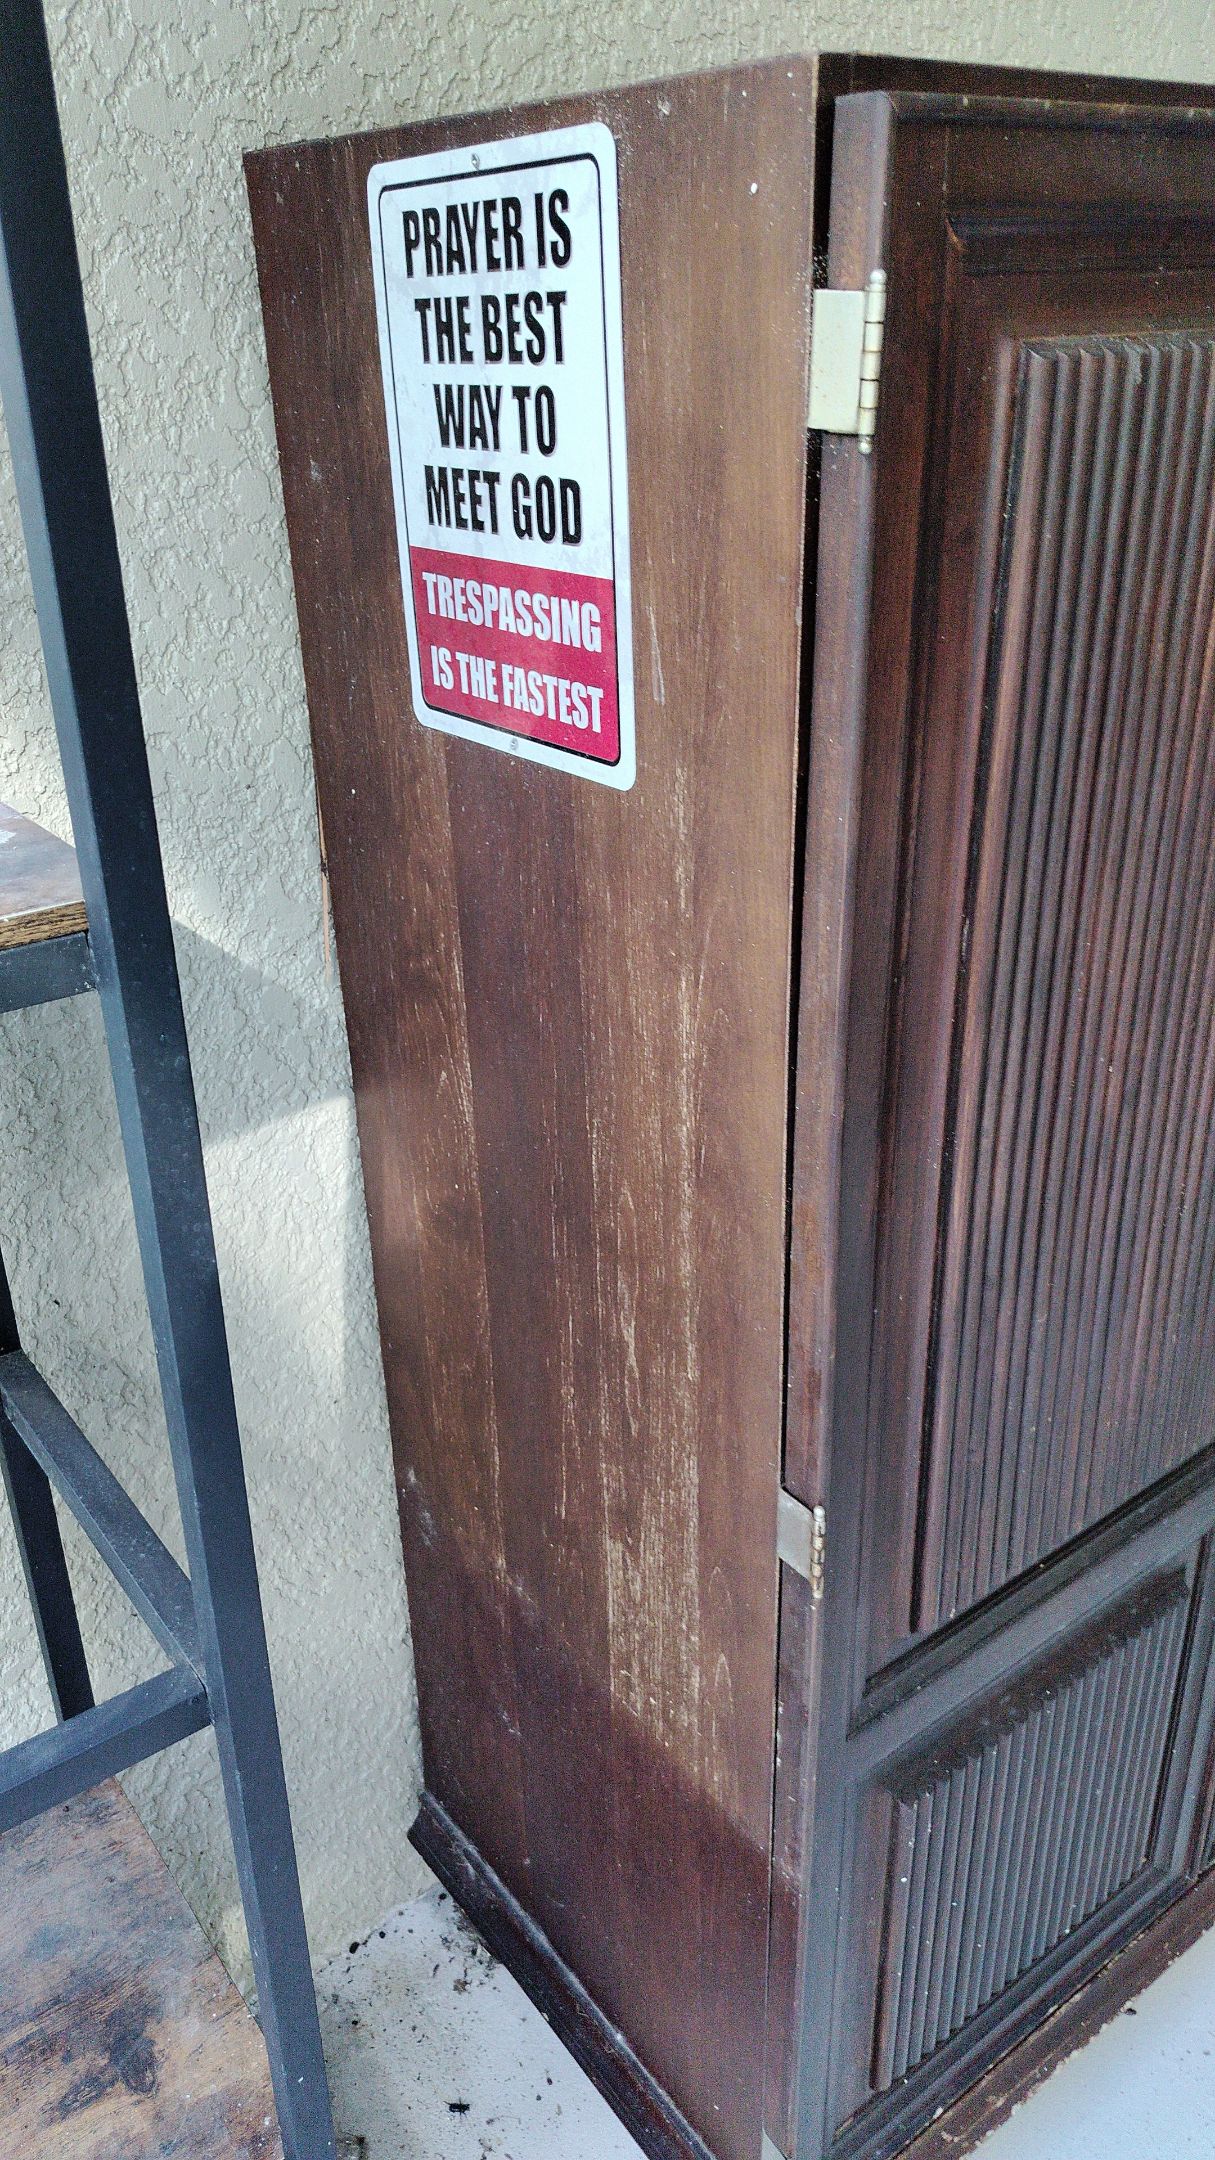 PRAYER IS
THE BEST
WAY TO
MEET GOD
TRESPASSING
IS THE FASTEST